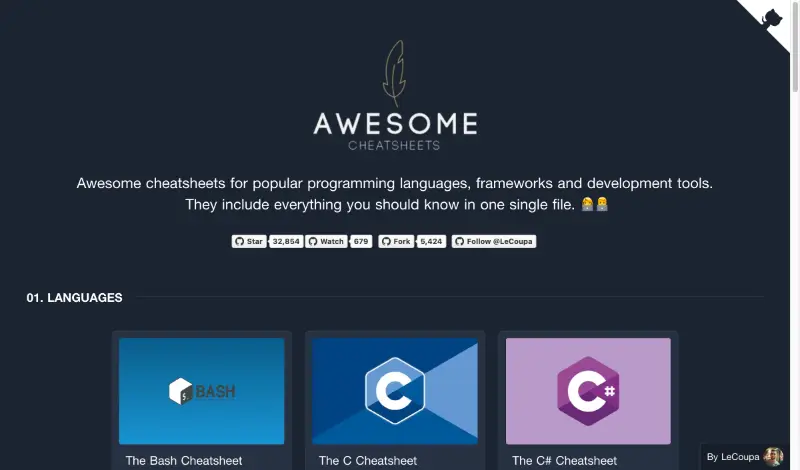 AWESOME
CHEATSHEETS
Awesome cheatsheets for popular programming languages, frameworks and development tools.
They include everything you should know in one single file. 👩‍💻👨‍💻
Star 32,854 Watch 679 Fork 5,424 Follow @LeCoupa
01. LANGUAGES
$_ BASH
C
C#
The Bash Cheatsheet
The C Cheatsheet
The C# Cheatsheet
By LeCoupa